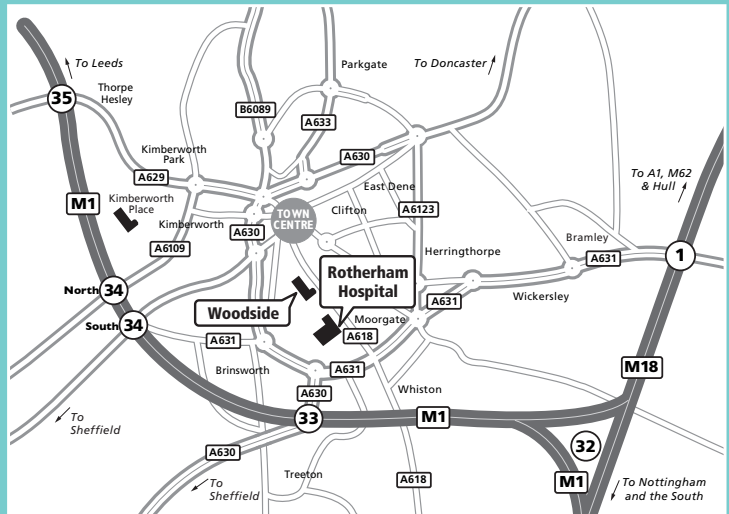 To Leeds
Parkgate
To Doncaster
35
Thorpe
Hesley
B6089
A633
Kimberworth
Park
A630
To A1, M62
& Hull
A629
East Dene
M1
Kimberworth
Place
TOWN
CENTRE
Clifton
A6123
Kimberworth
A630
Bramley
A6109
Herringthorpe
A631
1
Rotherham
Hospital
North
34
A631
Wickersley
Woodside
Moorgate
South
34
A618
A631
Brinsworth
A631
M18
Whiston
A630
To
Sheffield
33
M1
32
A630
Treeton
To
Sheffield
A618
M1
To Nottingham
and the South